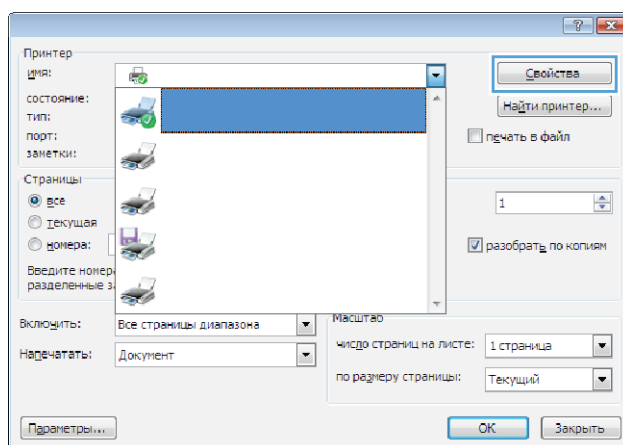 Принтер
имя:
Свойства
состояние:
Найти принтер...
тип:
порт:
печать в файл
заметки:
Страницы
все
1
текущая
номера:
разобрать по копиям
Введите
разделенные
Включить:
Все страницы диапазона
Масштаб
число страниц на листе:
1 страница
Напечатать:
Документ
по размеру страницы:
Текущий
Параметры...
ОК
Закрыть